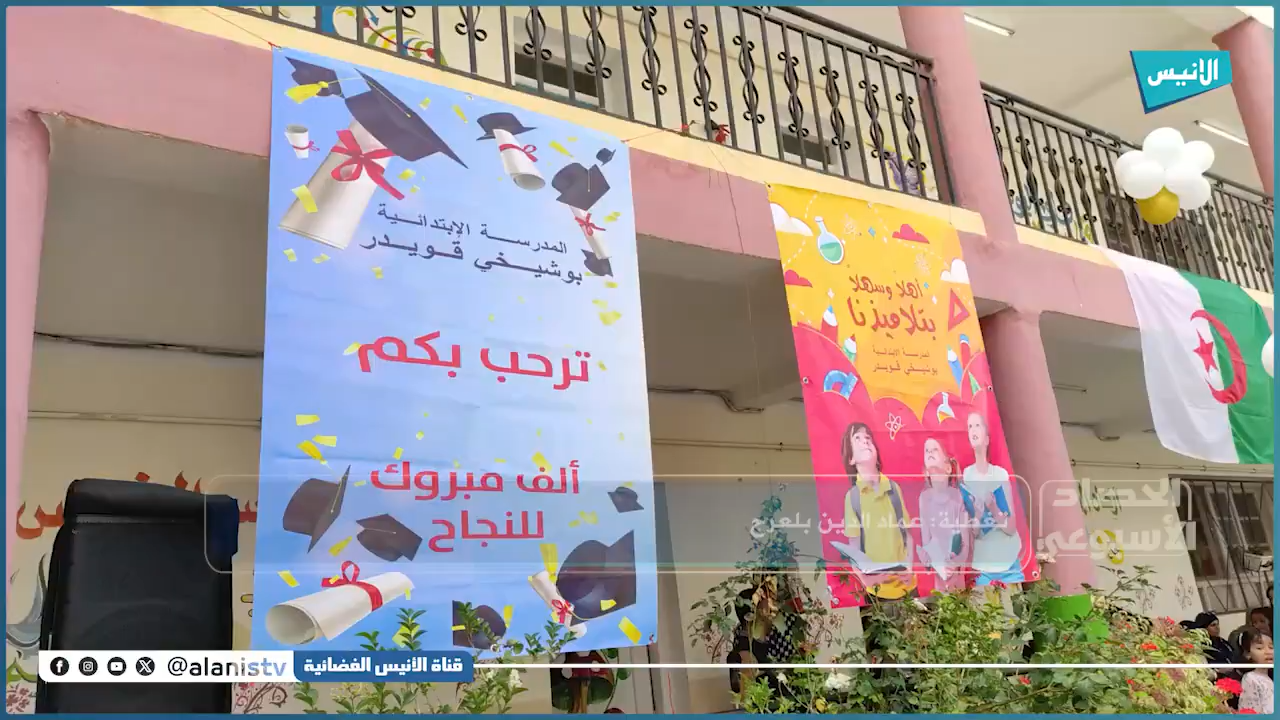 الأنيس
المدرسة الإبتدائية
بوشيخي قويدر
ترحب بكم
ألف مبروك
للنجاح
أهلا وسهلا
بتلاميذنا
المدرسة الابتدائية
بوشيخي قويدر
الحصاد
الأسبوعي
تغطية: عماد الدين بلعرج
@alanistv
قناة الأنيس الفضائية